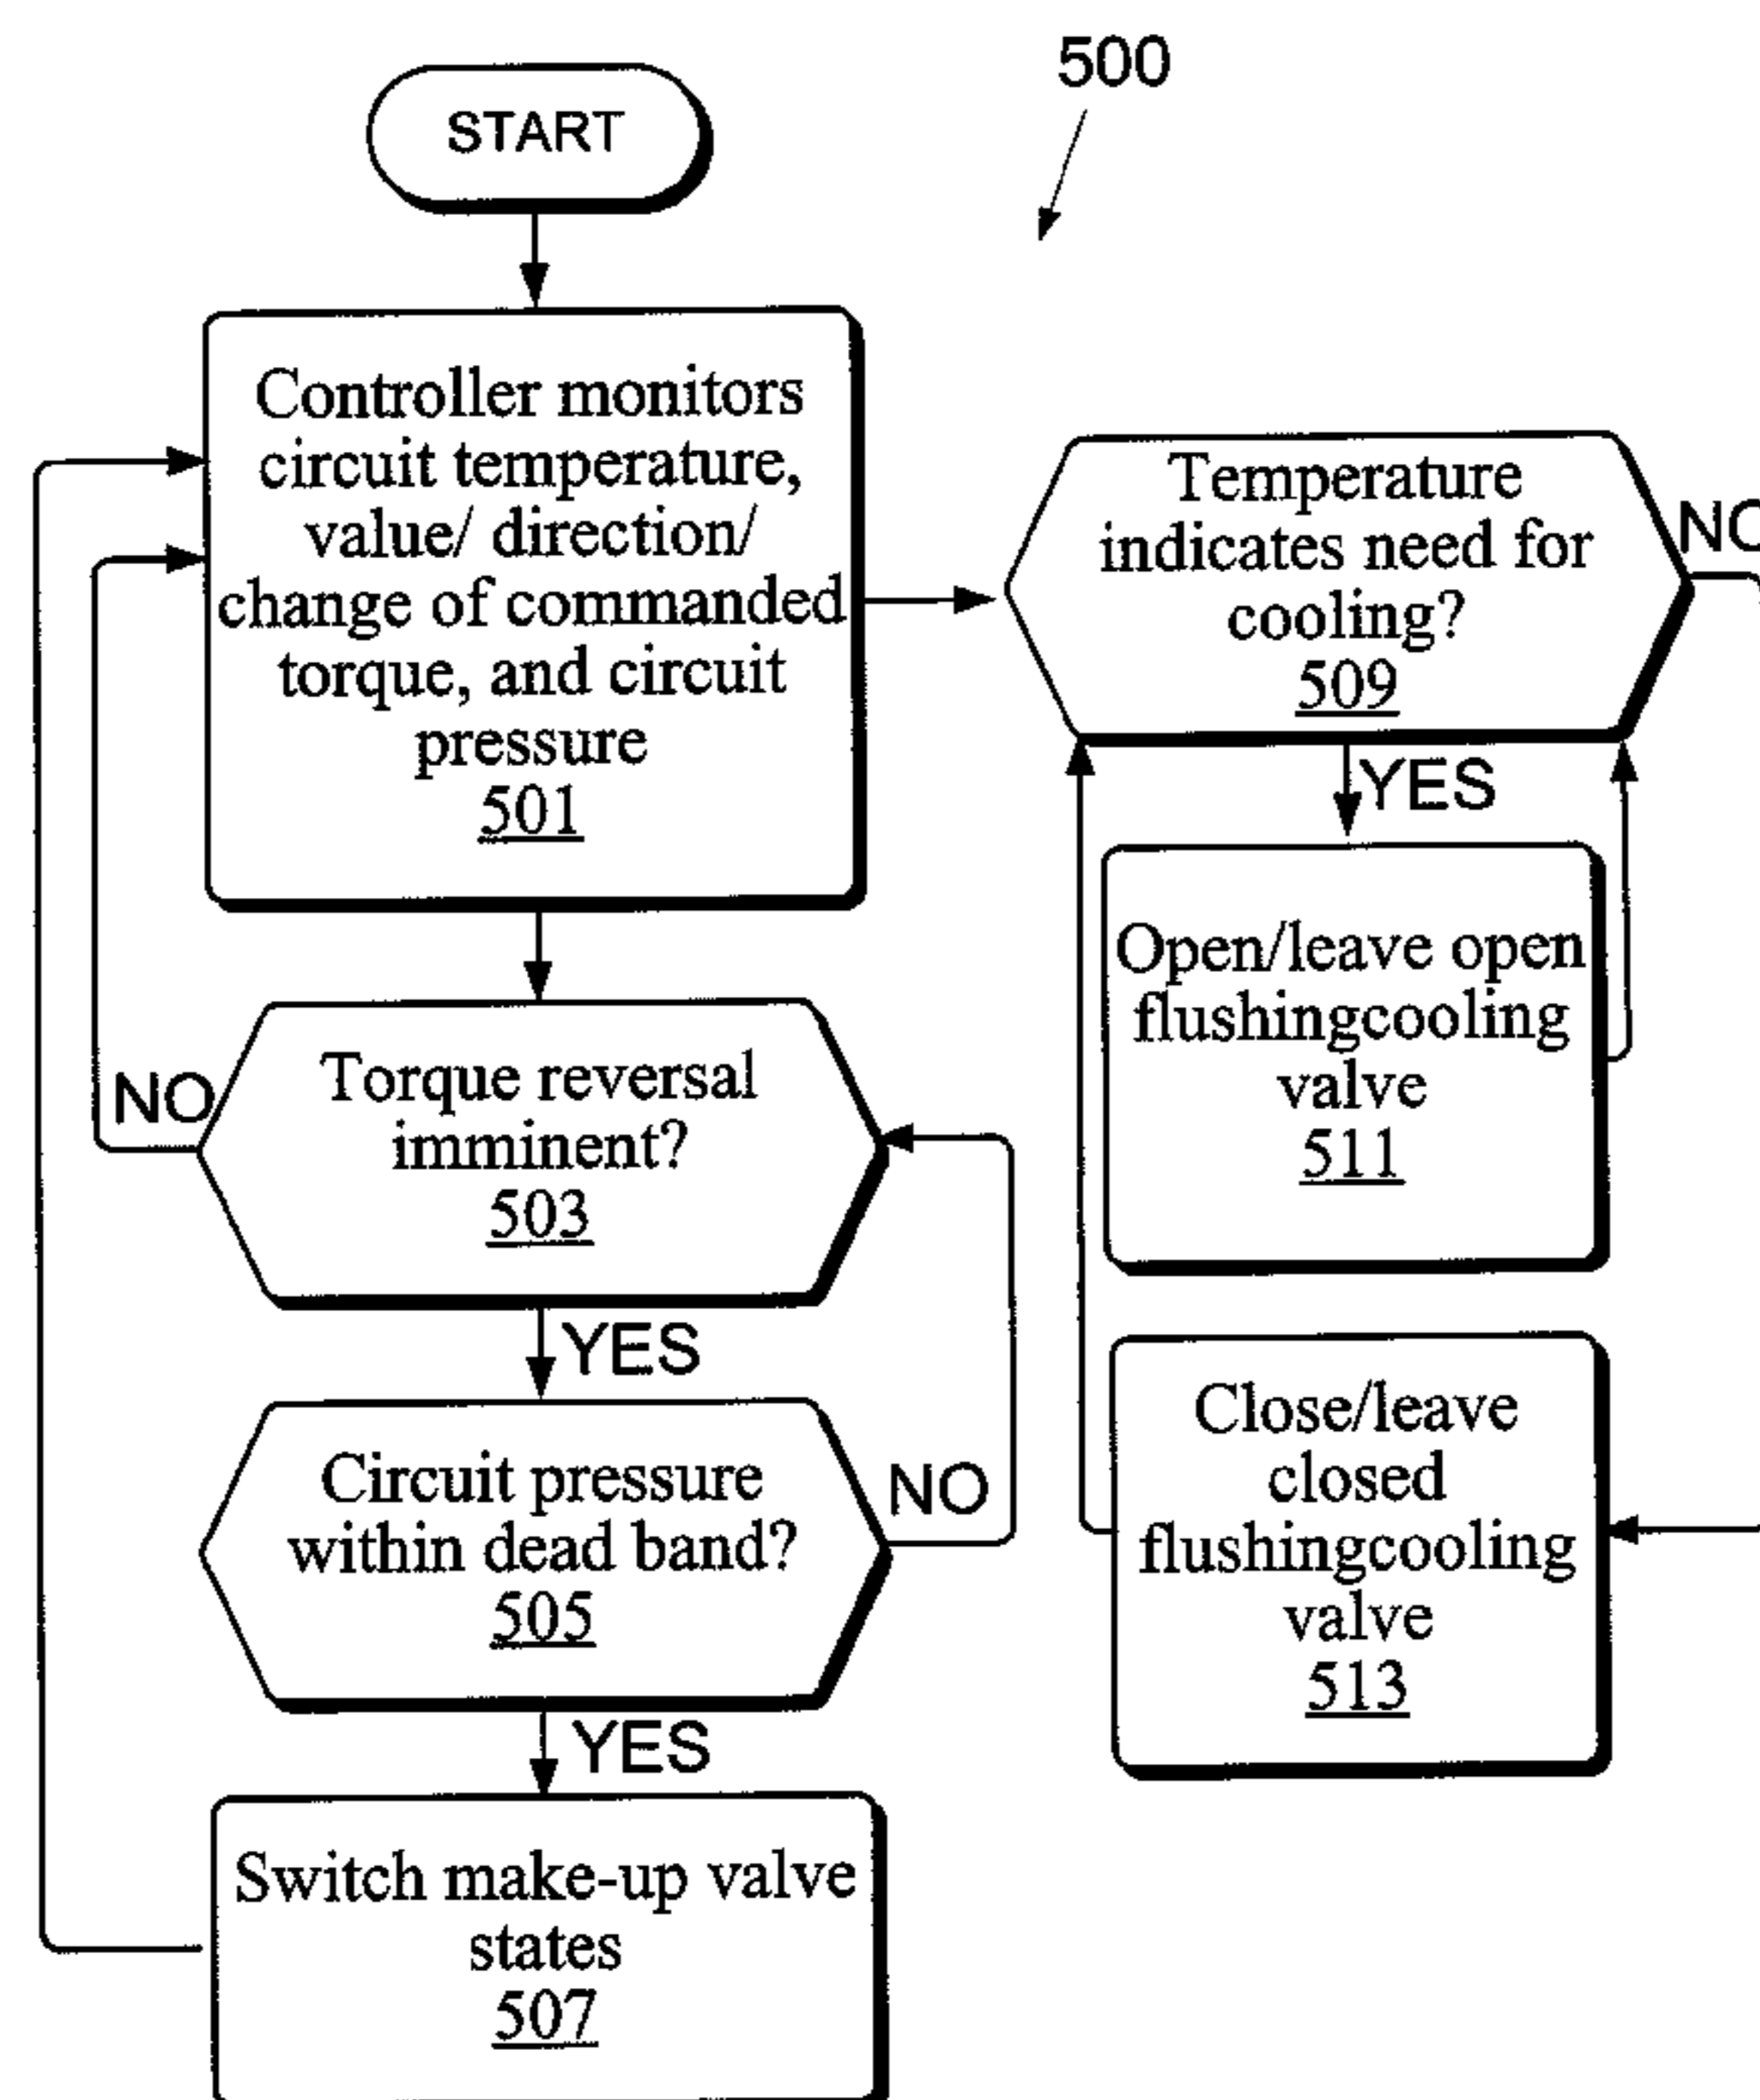 500
START
Controller monitors
circuit temperature,
value/ direction/
change of commanded
torque, and circuit
pressure
501
Torque reversal
imminent?
503
NO
YES
Circuit pressure
within dead band?
505
NO
YES
Switch make-up valve
states
507
Temperature
indicates need for
cooling?
509
NO
YES
Open/leave open
flushingcooling
valve
511
Close/leave
closed
flushingcooling
valve
513